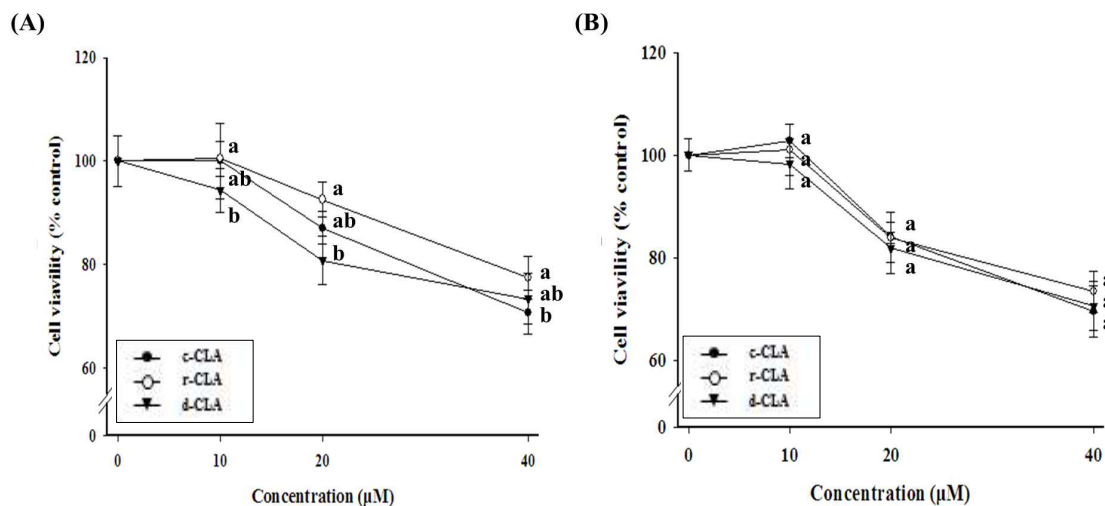 (A)
120
100
80
60
0
Cell viavility (% control)
a
ab
b
a
ab
b
a
ab
b
c-CLA
r-CLA
d-CLA
0 10 20 40
Concentration (µM)
(B)
120
100
80
60
0
Cell viavility (% control)
a
a
a
a
a
a
a
a
a
c-CLA
r-CLA
d-CLA
0 10 20 40
Concentration (µM)